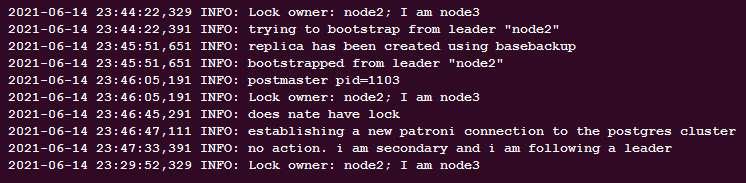 2021-06-14 23:44:22,329 INFO: Lock owner: node2; I am node3
2021-06-14 23:44:22,391 INFO: trying to bootstrap from leader "node2"
2021-06-14 23:45:51,651 INFO: replica has been created using basebackup
2021-06-14 23:45:51,651 INFO: bootstrapped from leader "node2"
2021-06-14 23:46:05,191 INFO: postmaster pid=1103
2021-06-14 23:46:05,191 INFO: Lock owner: node2; I am node3
2021-06-14 23:46:45,291 INFO: does nate have lock
2021-06-14 23:46:47,111 INFO: establishing a new patroni connection to the postgres cluster
2021-06-14 23:47:33,391 INFO: no action. i am secondary and i am following a leader
2021-06-14 23:29:52,329 INFO: Lock owner: node2; I am node3